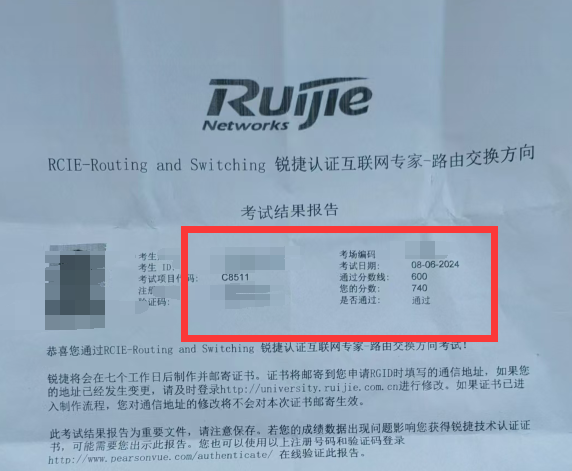 Ruijie
Networks
RCIE-Routing and Switching 锐捷认证互联网专家-路由交换方向
考试结果报告
考生
考生 ID:
考试项目代码: C8511
注册
验证码:
考场编码
考试日期: 08-06-2024
通过分数线: 600
您的分数: 740
是否通过: 通过
恭喜您通过RCIE-Routing and Switching 锐捷认证互联网专家-路由交换方向考试!
锐捷将会在七个工作日后制作并邮寄证书。证书将邮寄到您申请RGID时填写的通信地址，如果您
的地址已经发生变更，请及时登录http://university.ruijie.com.cn进行修改。如果证书已进
入制作流程，您对通信地址的修改将不会对本次证书邮寄生效。
此考试结果报告为重要文件，请注意保存。若您的成绩数据出现问题影响您获得锐捷技术认证证
书，可能需要您出示此报告。您也可以使用以上注册号码和验证码登录
http://www.pearsonvue.com/authenticate/ 在线验证此报告。